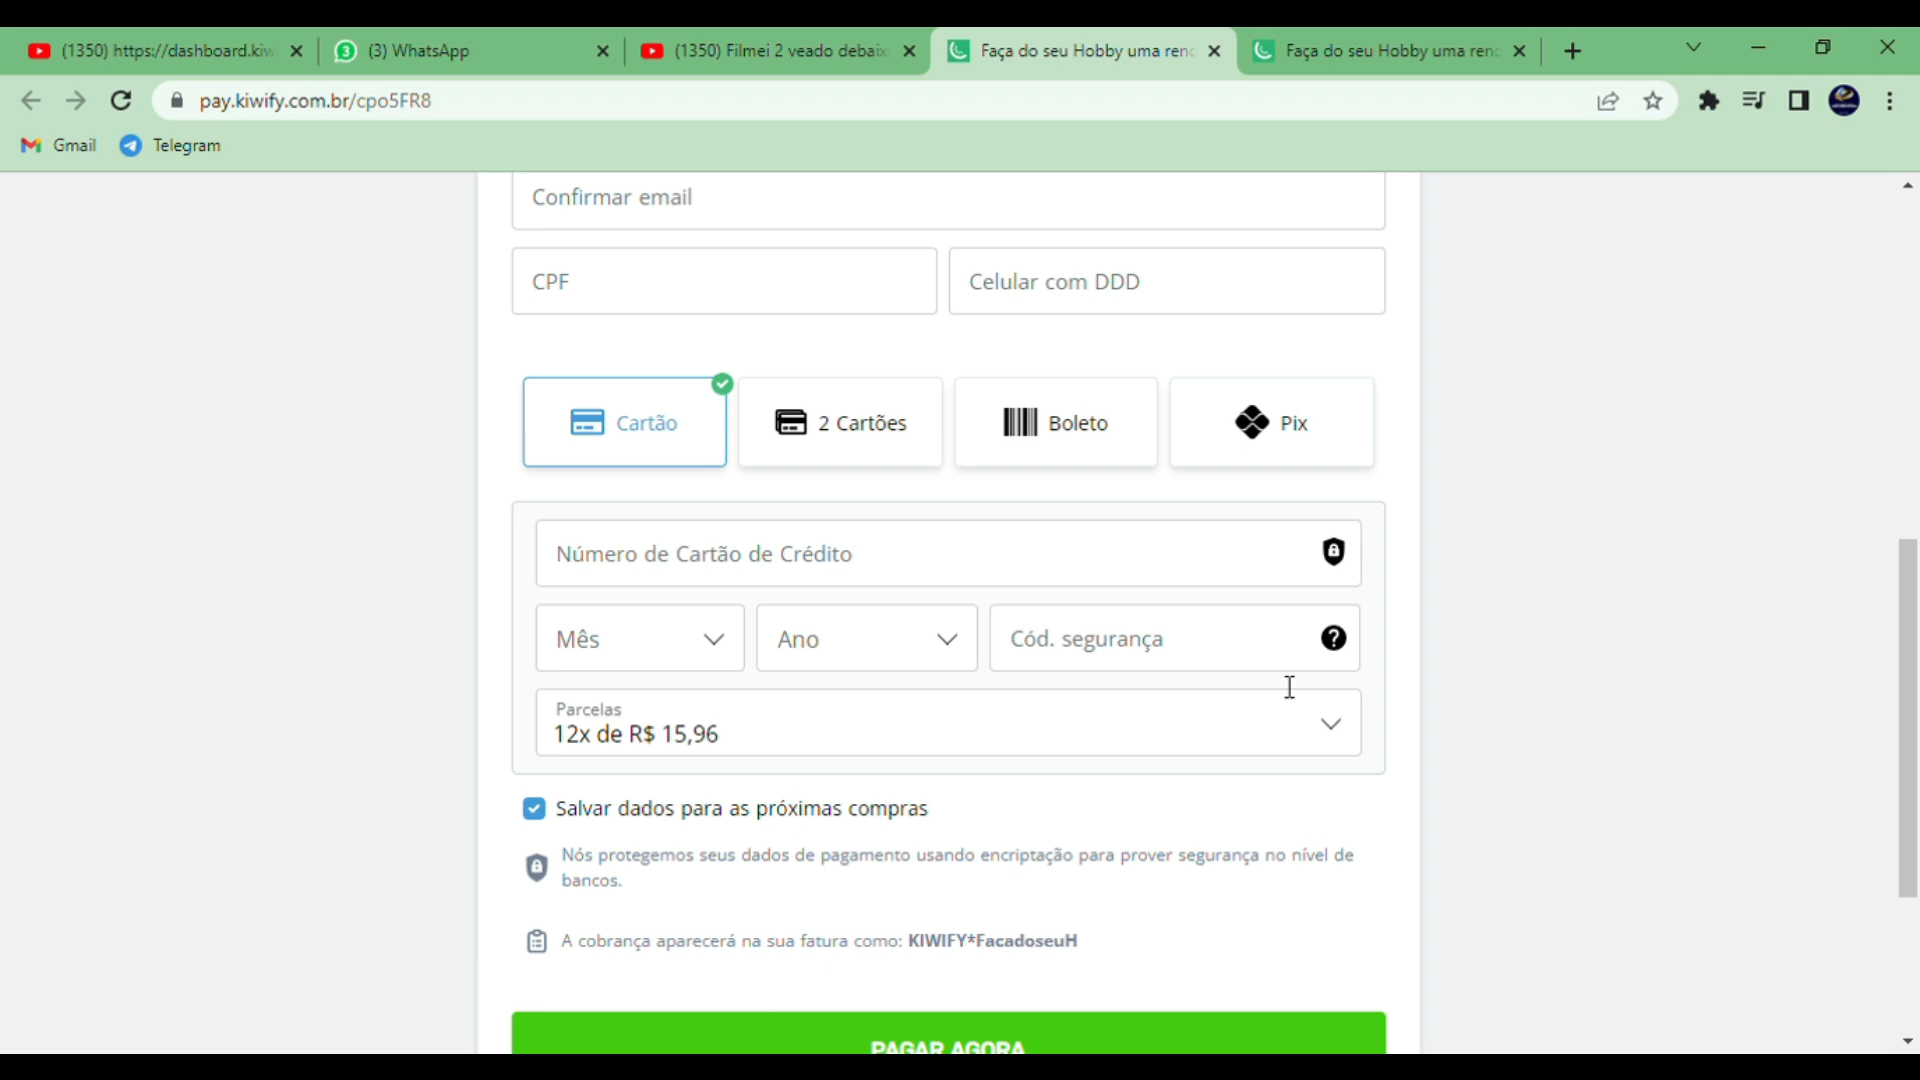 (1350) https://dashboard.kiw
(3) WhatsApp
(1350) Filmei 2 veado debaix
Faça do seu Hobby uma renc
Faça do seu Hobby uma renc
pay.kiwify.com.br/cpo5FR8
Gmail
Telegram
Confirmar email
CPF
Celular com DDD
Cartão
2 Cartões
Boleto
Pix
Número de Cartão de Crédito
Mês
Ano
Cód. segurança
Parcelas
12x de R$ 15,96
Salvar dados para as próximas compras
Nós protegemos seus dados de pagamento usando encriptação para prover segurança no nível de
bancos.
A cobrança aparecerá na sua fatura como: KIWIFY*FacadoseuH
PAGAR AGORA